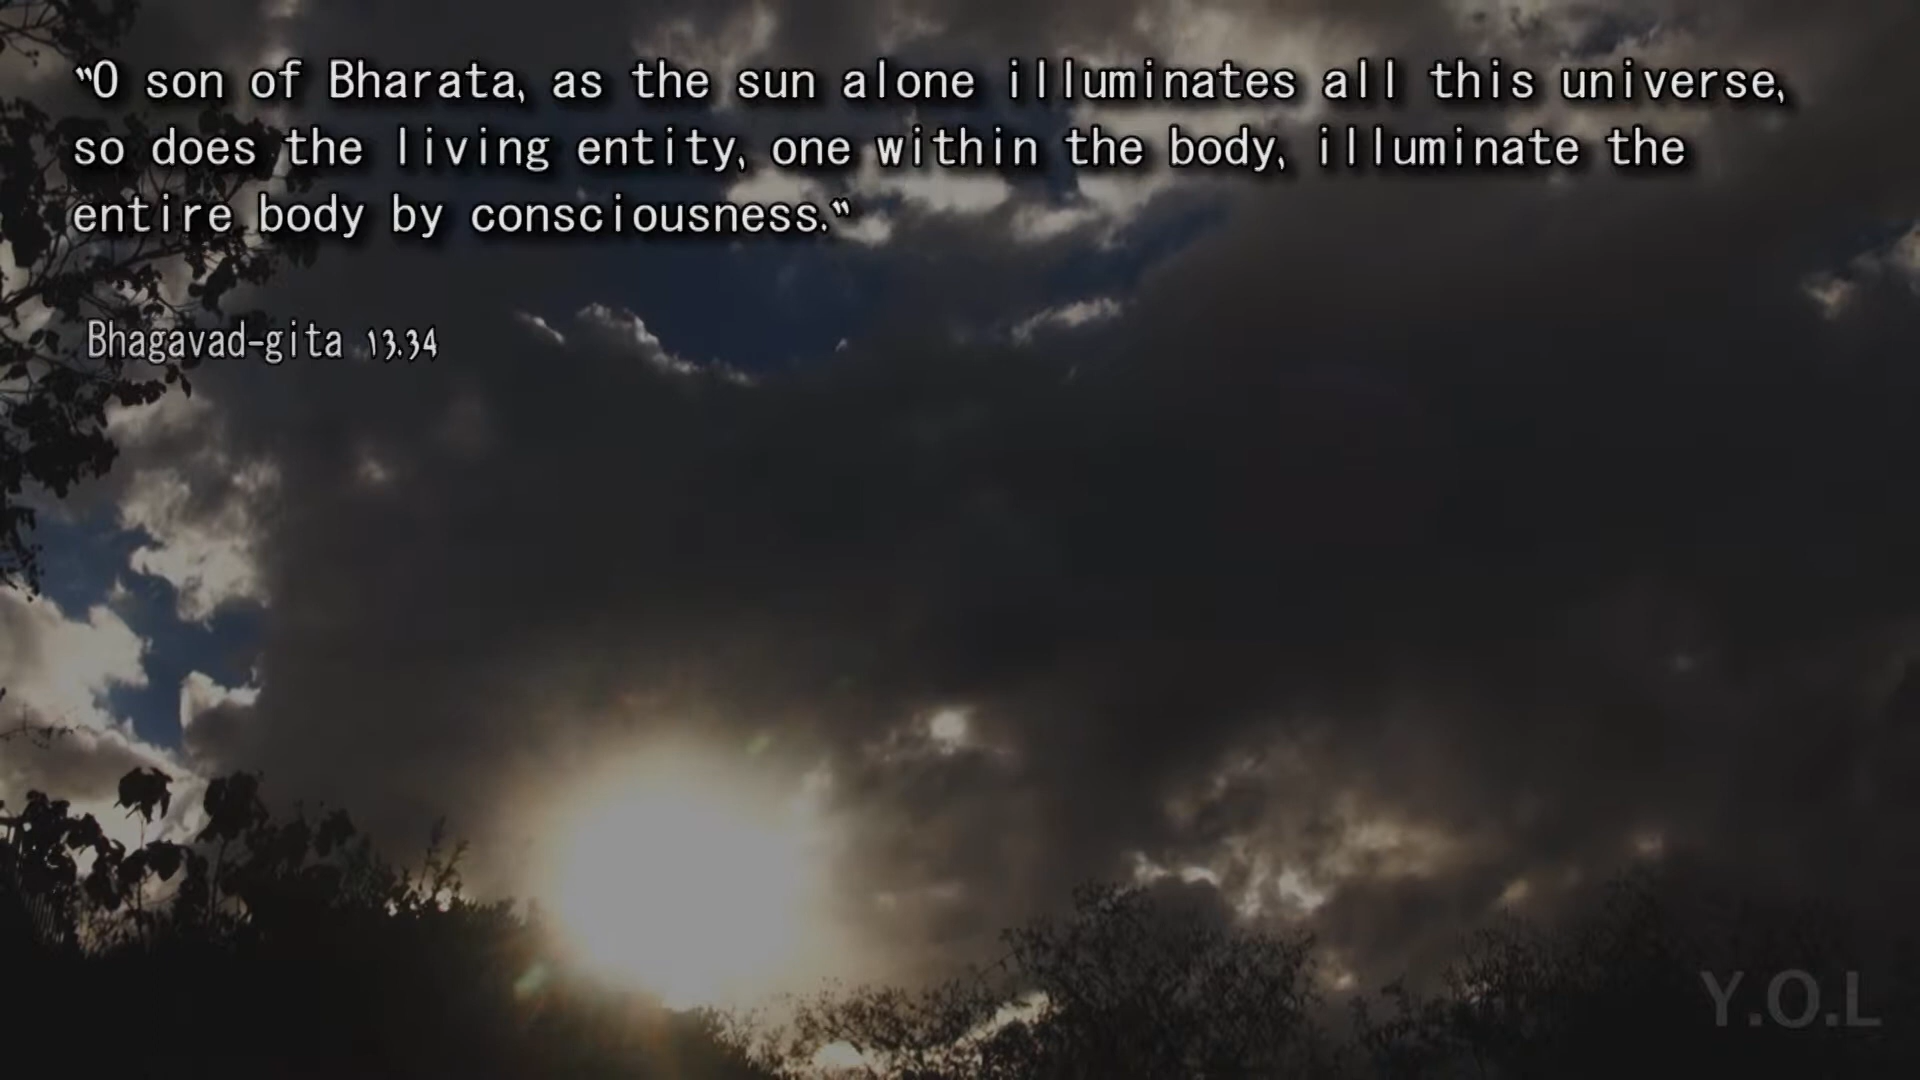 “O son of Bharata, as the sun alone illuminates all this universe,
so does the living entity, one within the body, illuminate the
entire body by consciousness.“
Bhagavad-gita 13.34
Y.O.L